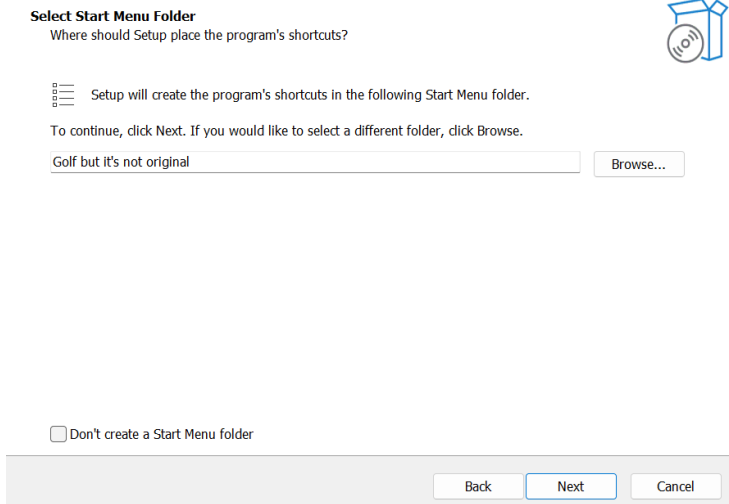 Select Start Menu Folder
Where should Setup place the program's shortcuts?
Setup will create the program's shortcuts in the following Start Menu folder.
To continue, click Next. If you would like to select a different folder, click Browse.
Golf but it's not original
Browse...
Don't create a Start Menu folder
Back
Next
Cancel